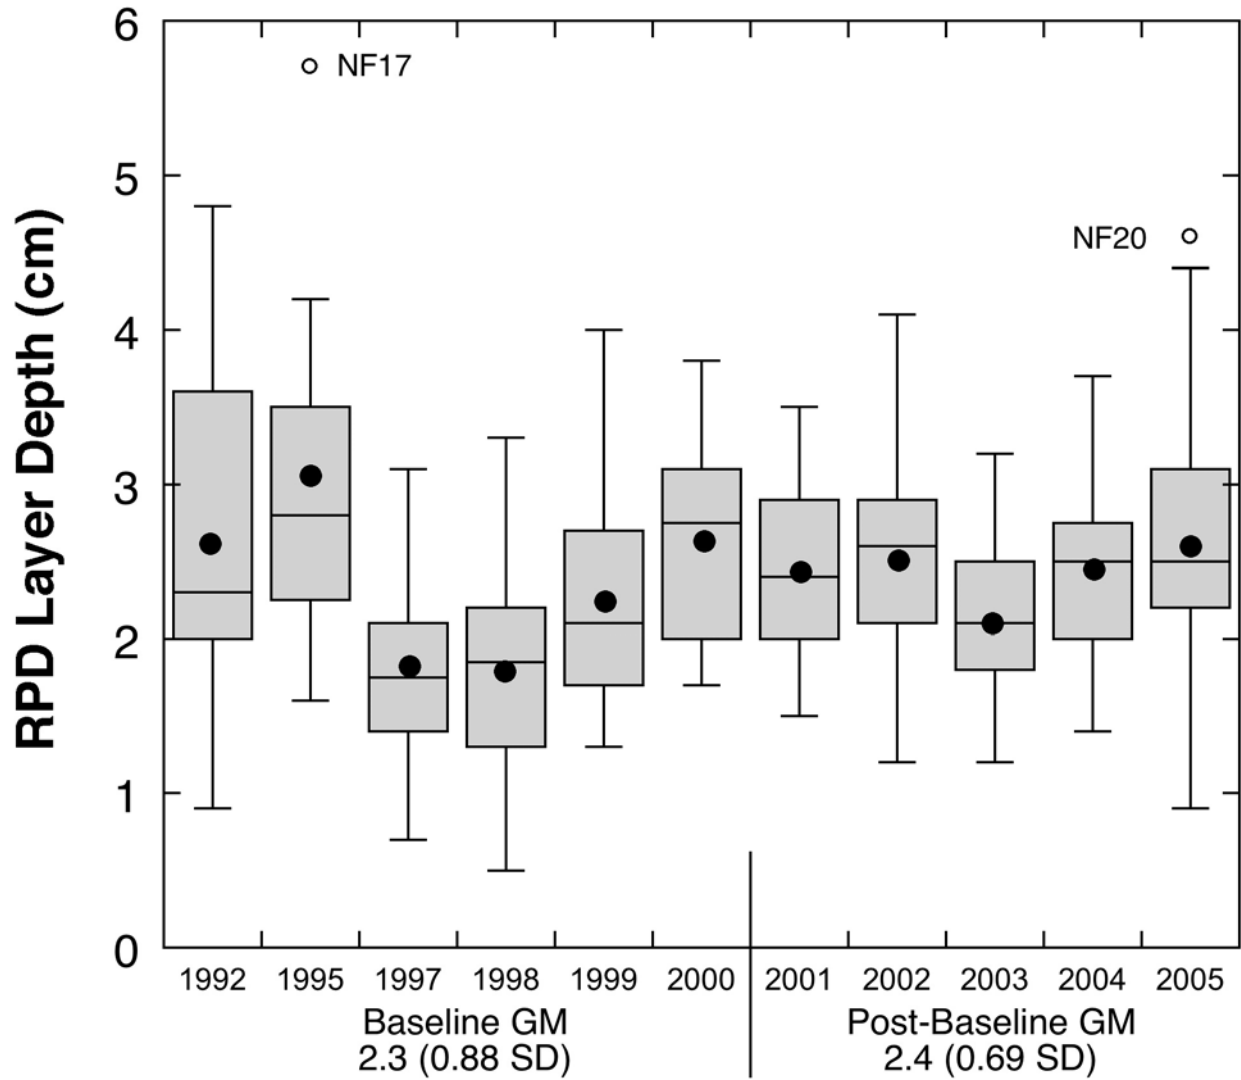 RPD Layer Depth (cm)
6
5
4
3
2
1
0
NF17
NF20
1992 1995 1997 1998 1999 2000 2001 2002 2003 2004 2005
Baseline GM Post-Baseline GM
2.3 (0.88 SD) 2.4 (0.69 SD)